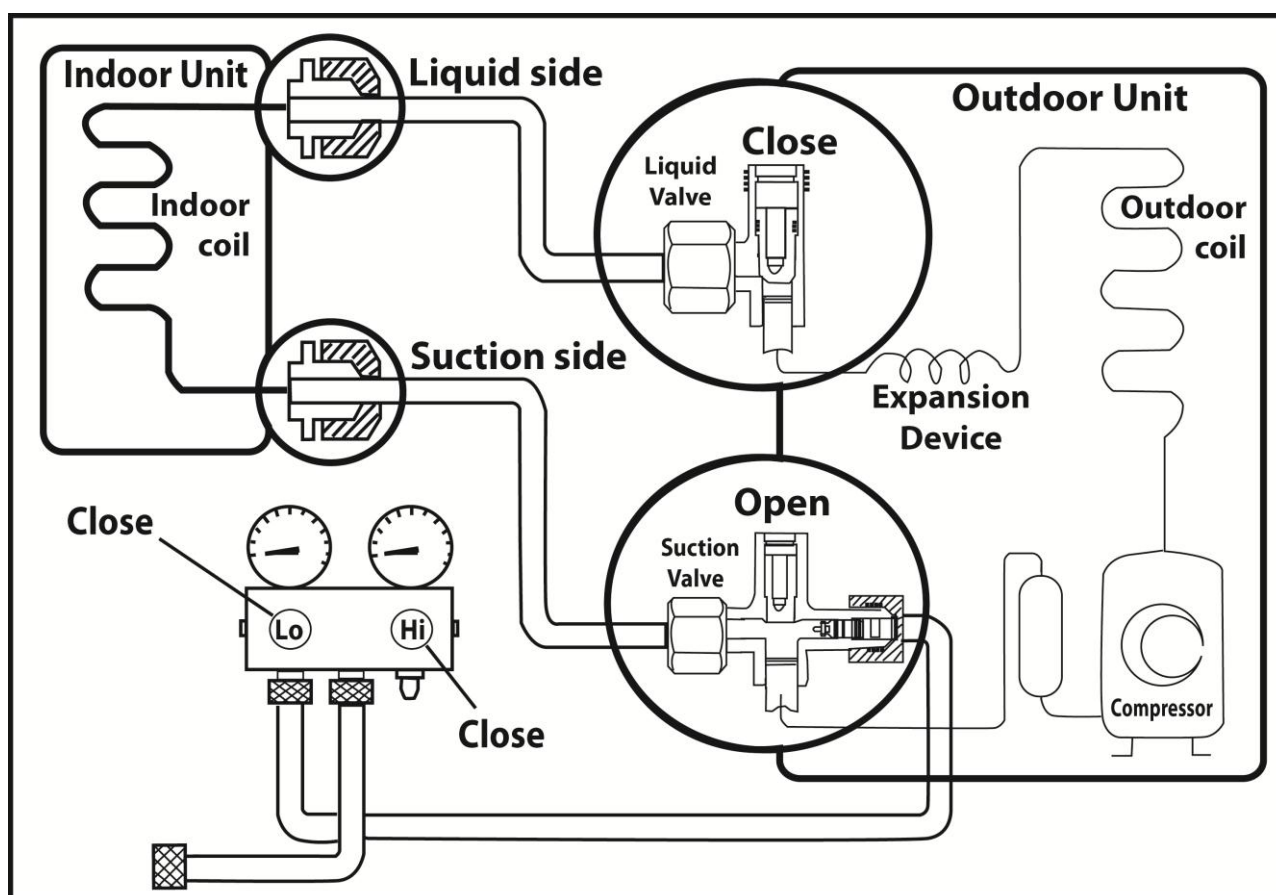 Indoor Unit
Liquid side
Outdoor Unit
Close
Liquid
Valve
Indoor
coil
Outdoor
coil
Suction side
Expansion
Device
Open
Close
Suction
Valve
Lo
Hi
Compressor
Close